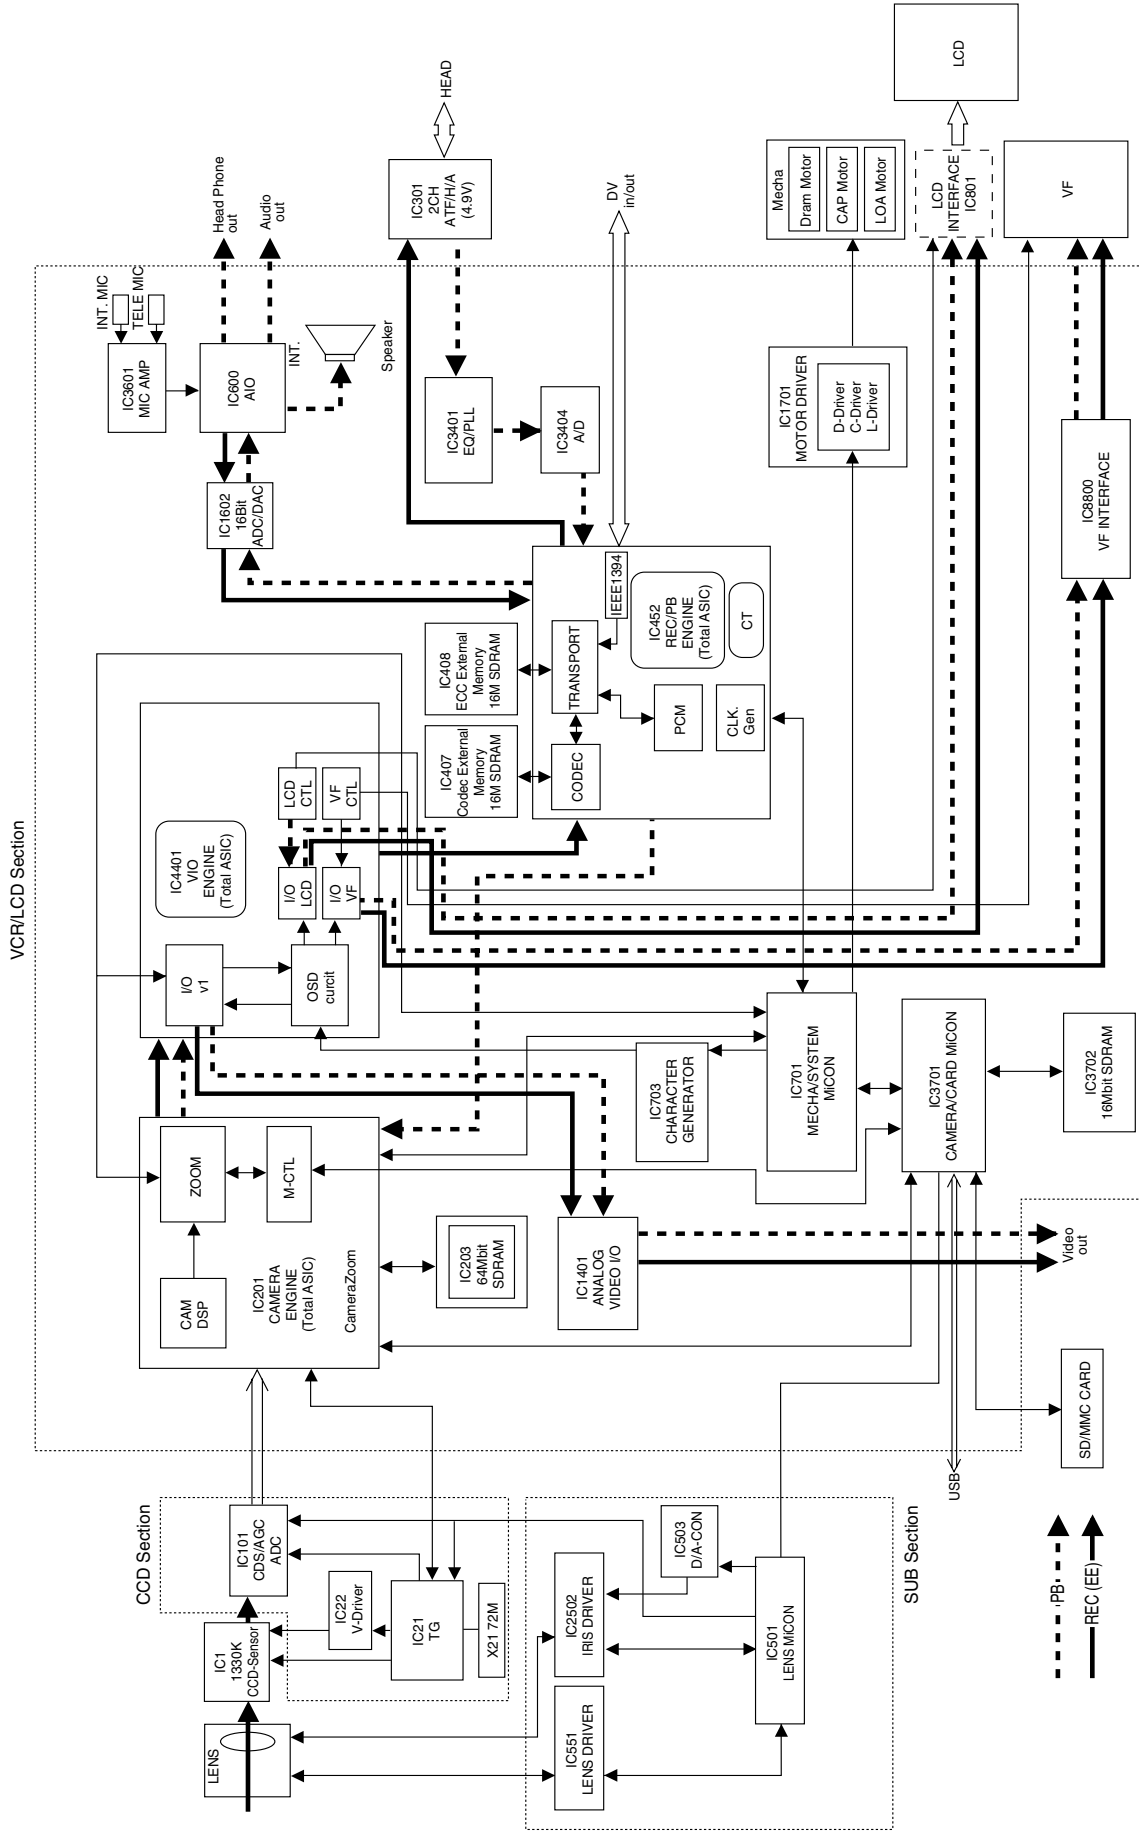 VCR/LCD Section
INT. MIC
TELE MIC
IC3601
MIC AMP
IC600
AIO
INT.
Speaker
Head Phone
out
Audio
out
IC1602
16Bit
ADC/DAC
IC301
2CH
ATF/H/A
(4.9V)
HEAD
IC3401
EQ/PLL
IC3404
A/D
DV
in/out
Mecha
Dram Motor
CAP Motor
LOA Motor
LCD
INTERFACE
IC801
LCD
VF
IC1701
MOTOR DRIVER
D-Driver
C-Driver
L-Driver
IC8800
VF INTERFACE
IC4401
VIO
ENGINE
(Total ASIC)
I/O
v1
OSD
curcit
I/O
LCD
I/O
VF
LCD
CTL
VF
CTL
IC407
Codec External
Memory
16M SDRAM
IC408
ECC External
Memory
16M SDRAM
CODEC
TRANSPORT
IEEE1394
PCM
CLK.
Gen
IC452
REC/PB
ENGINE
(Total ASIC)
CT
ZOOM
M-CTL
CAM
DSP
IC201
CAMERA
ENGINE
(Total ASIC)
CameraZoom
IC203
64Mbit
SDRAM
IC1401
ANALOG
VIDEO I/O
IC703
CHARACTER
GENERATOR
IC701
MECHA/SYSTEM
MiCON
IC3701
CAMERA/CARD MiCON
IC3702
16Mbit SDRAM
Video
out
SD/MMC CARD
USB
CCD Section
IC101
CDS/AGC
ADC
IC1
1330K
CCD-Sensor
LENS
IC22
V-Driver
IC21
TG
X21 72M
SUB Section
IC551
LENS DRIVER
IC2502
IRIS DRIVER
IC503
D/A-CON
IC501
LENS MiCON
PB
REC (EE)